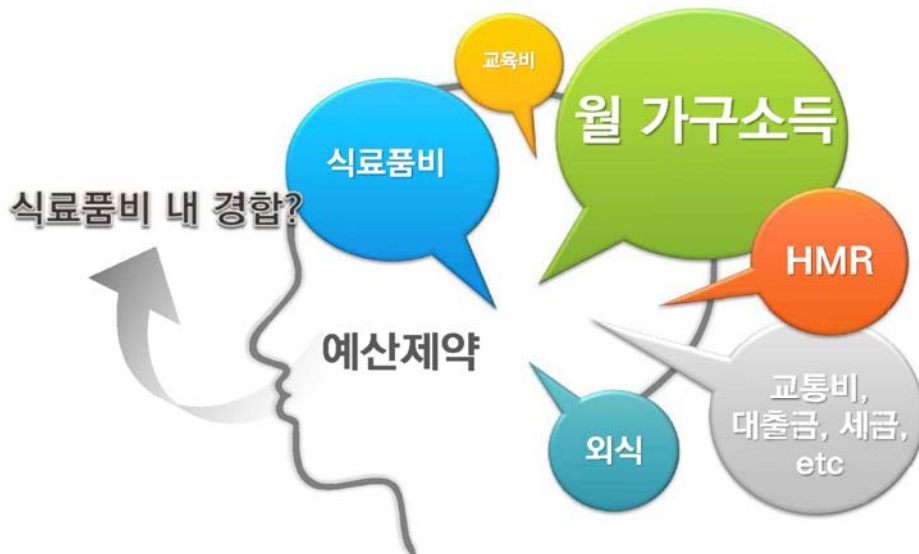 교육비
월 가구소득
식료품비
식료품비 내 경합?
HMR
예산제약
교통비,
대출금, 세금,
etc
외식